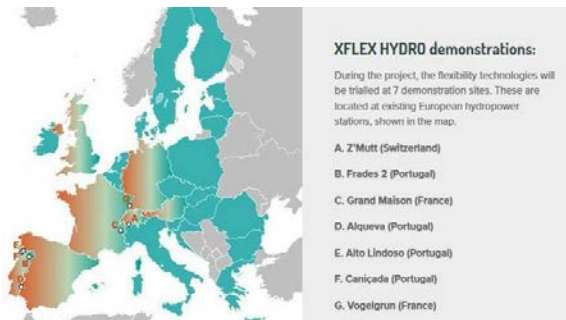 XFLEX HYDRO demonstrations:
During the project, the flexibility technologies will
be trialled at 7 demonstration sites. These are
located at existing European hydropower
stations, shown in the map.
A. Z'Mutt (Switzerland)
B. Frades 2 (Portugal)
C. Grand Maison (France)
D. Alqueva (Portugal)
E. Alto Lindoso (Portugal)
F. Caniçada (Portugal)
G. Vogelgrun (France)
C
A
E
F
B
D